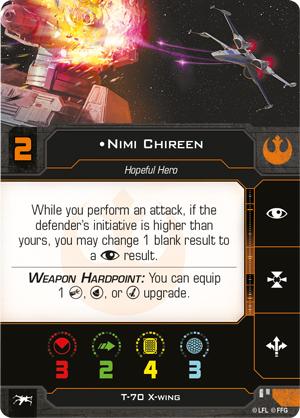 2
•Nimi Chireen
Hopeful Hero
While you perform an attack, if the
defender's initiative is higher than
yours, you may change 1 blank result to
a result.
Weapon Hardpoint: You can equip
1 , , or upgrade.
3 2 4 3
T-70 X-wing
© LFL © FFG